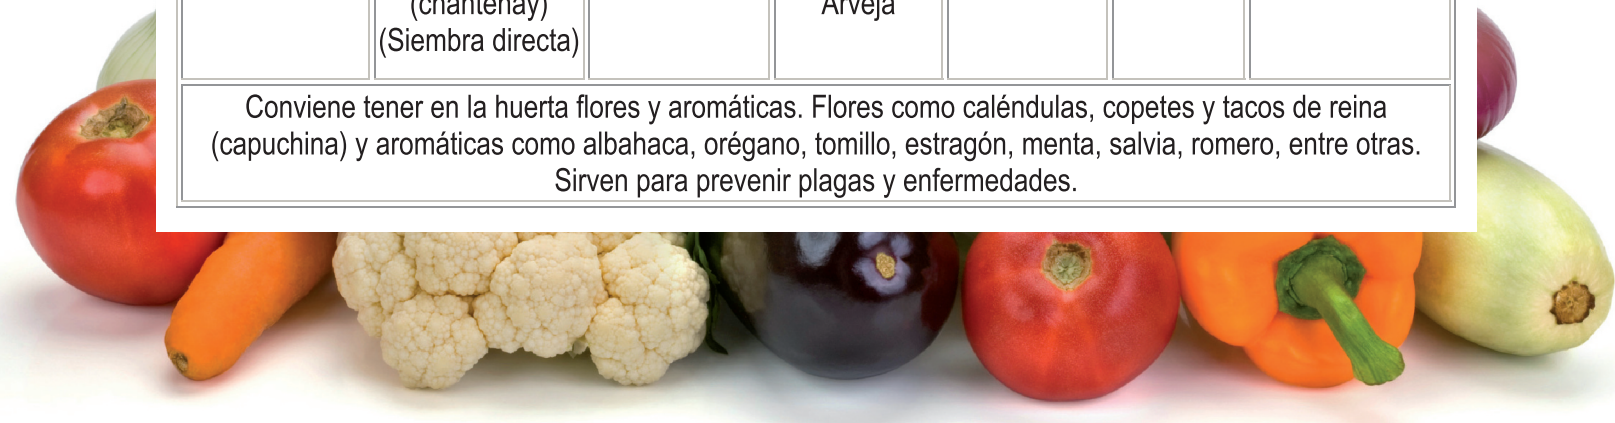 (chantenay)
Arveja
(Siembra directa)
Conviene tener en la huerta flores y aromáticas. Flores como caléndulas, copetes y tacos de reina
(capuchina) y aromáticas como albahaca, orégano, tomillo, estragón, menta, salvia, romero, entre otras.
Sirven para prevenir plagas y enfermedades.